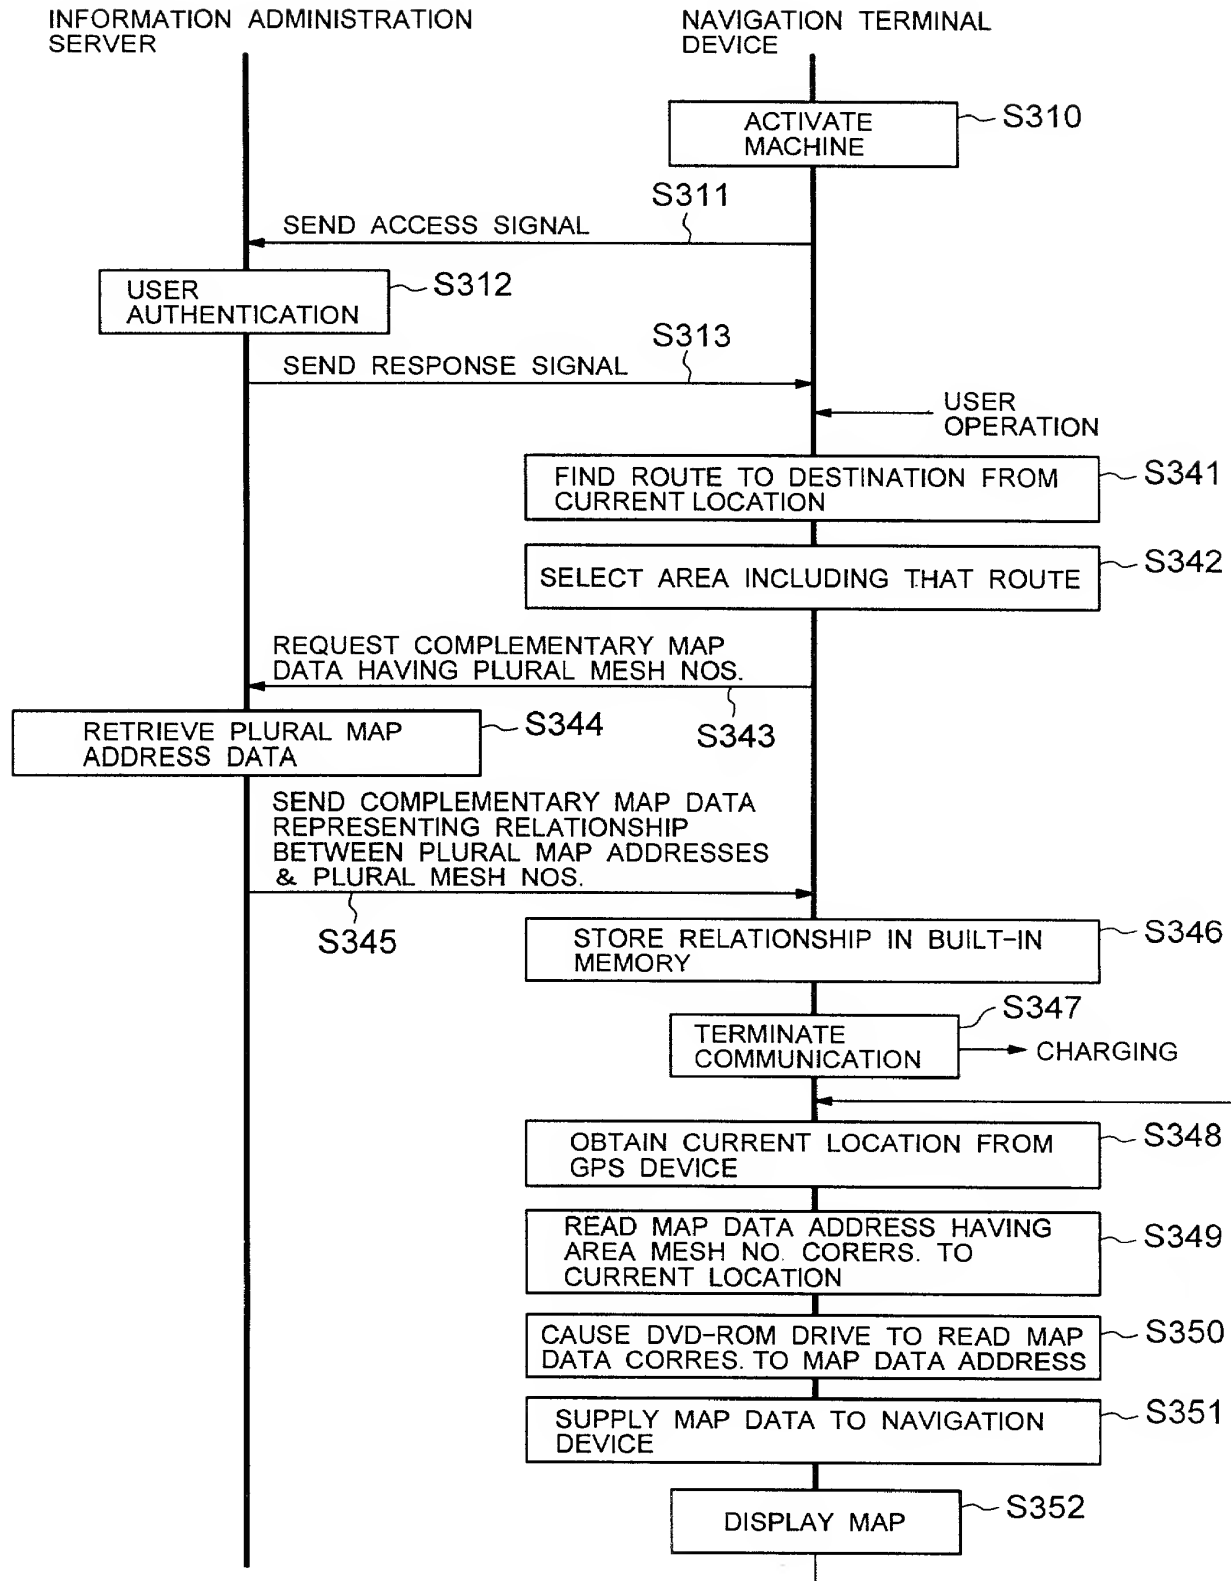 INFORMATION ADMINISTRATION
SERVER
NAVIGATION TERMINAL
DEVICE
ACTIVATE
MACHINE
S310
S311
SEND ACCESS SIGNAL
USER
AUTHENTICATION
S312
S313
SEND RESPONSE SIGNAL
USER
OPERATION
FIND ROUTE TO DESTINATION FROM
CURRENT LOCATION
S341
SELECT AREA INCLUDING THAT ROUTE
S342
REQUEST COMPLEMENTARY MAP
DATA HAVING PLURAL MESH NOS.
S343
RETRIEVE PLURAL MAP
ADDRESS DATA
S344
SEND COMPLEMENTARY MAP DATA
REPRESENTING RELATIONSHIP
BETWEEN PLURAL MAP ADDRESSES
& PLURAL MESH NOS.
S345
STORE RELATIONSHIP IN BUILT-IN
MEMORY
S346
TERMINATE
COMMUNICATION
S347
CHARGING
OBTAIN CURRENT LOCATION FROM
GPS DEVICE
S348
READ MAP DATA ADDRESS HAVING
AREA MESH NO. CORERS. TO
CURRENT LOCATION
S349
CAUSE DVD-ROM DRIVE TO READ MAP
DATA CORRES. TO MAP DATA ADDRESS
S350
SUPPLY MAP DATA TO NAVIGATION
DEVICE
S351
DISPLAY MAP
S352